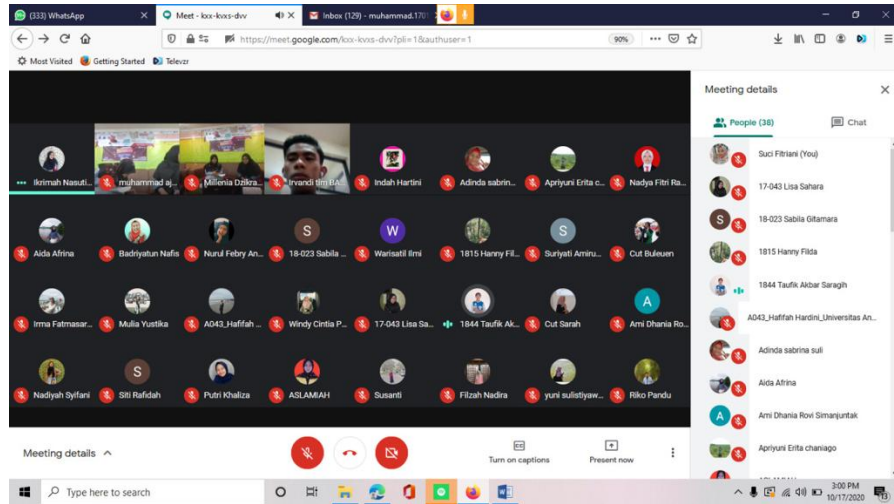 (333) WhatsApp
Meet - kxx-kvxs-dvv
Inbox (129) - muhammad.170
https://meet.google.com/kxx-kvxs-dvv?pli=1&authuser=1
90%
Most Visited Getting Started Televzr
Meeting details
People (38) Chat
Suci Fitriani (You)
17-043 Lisa Sahara
S 18-023 Sabila Gitamara
1815 Hanny Filda
1844 Taufik Akbar Saragih
A043_Hafifah Hardini_Universitas An...
Adinda sabrina suli
Aida Afrina
A Arni Dhania Rovi Simanjuntak
Apriyuni Erita chaniago
Ikrimah Nasuti... muhammad aj... Millenia Dzikra... Irvandi tim BA... Indah Hartini Adinda sabrin... Apriyuni Erita c... Nadya Fitri Ra...
S W S
Aida Afrina Badriyatun Nafis Nurul Febry An... 18-023 Sabila ... Warisatil Ilmi 1815 Hanny Fil... Suriyati Amiru... Cut Buleuen
A
Irma Fatmasar... Mulia Yustika A043_Hafifah ... Windy Cintia P... 17-043 Lisa Sa... 1844 Taufik Ak... Cut Sarah Arni Dhania Ro...
S
Nadiyah Syifani Siti Rafidah Putri Khaliza ASLAMIAH Susanti Filzah Nadira yuni sulistiyaw... Riko Pandu
Meeting details
Turn on captions Present now
Type here to search
3:00 PM
10/17/2020